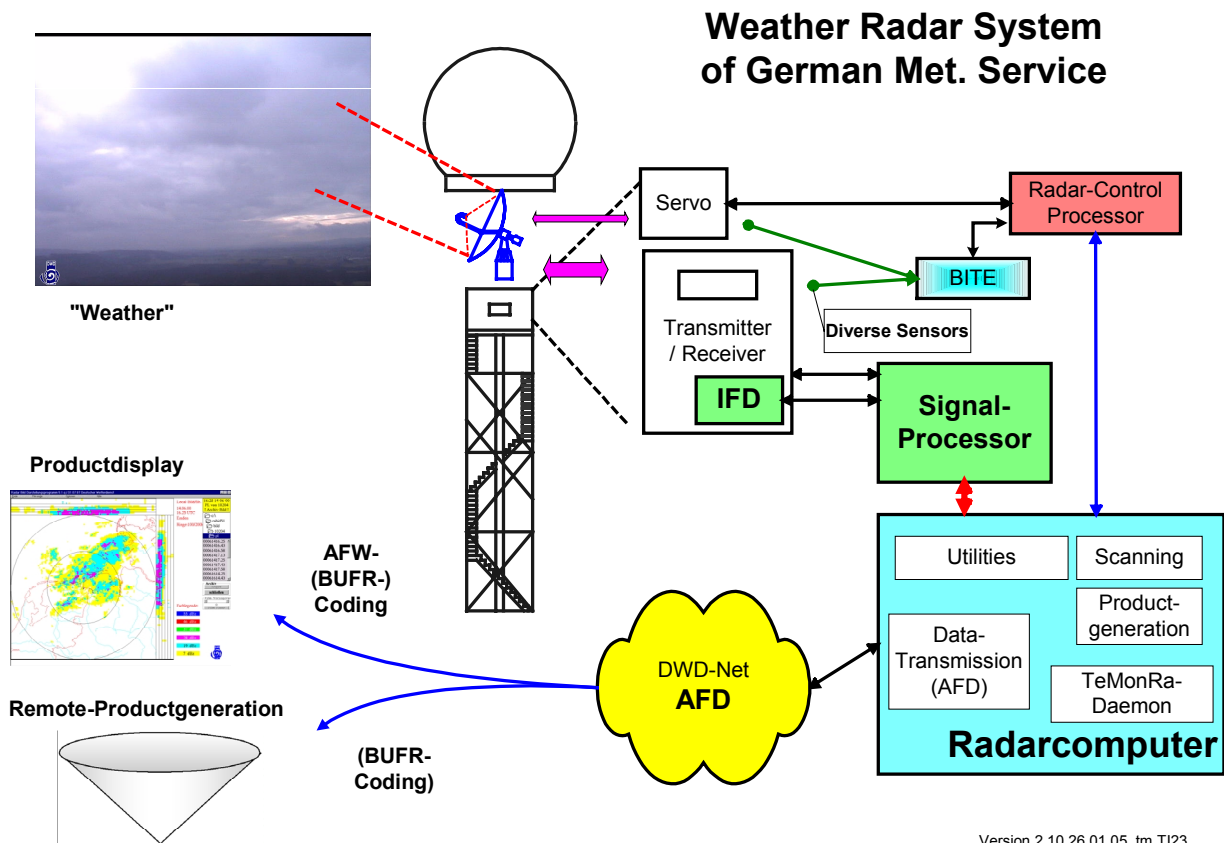 Weather Radar System
of German Met. Service
Servo
Radar-Control
Processor
BITE
"Weather"
Transmitter
/ Receiver
Diverse Sensors
IFD
Signal-
Processor
Productdisplay
AFW-
(BUFR-)
Coding
Utilities
Scanning
Product-
generation
Data-
Transmission
(AFD)
TeMonRa-
Daemon
DWD-Net
AFD
Radarcomputer
Remote-Productgeneration
(BUFR-
Coding)
Version 2.10 26.01.05, tm TI23